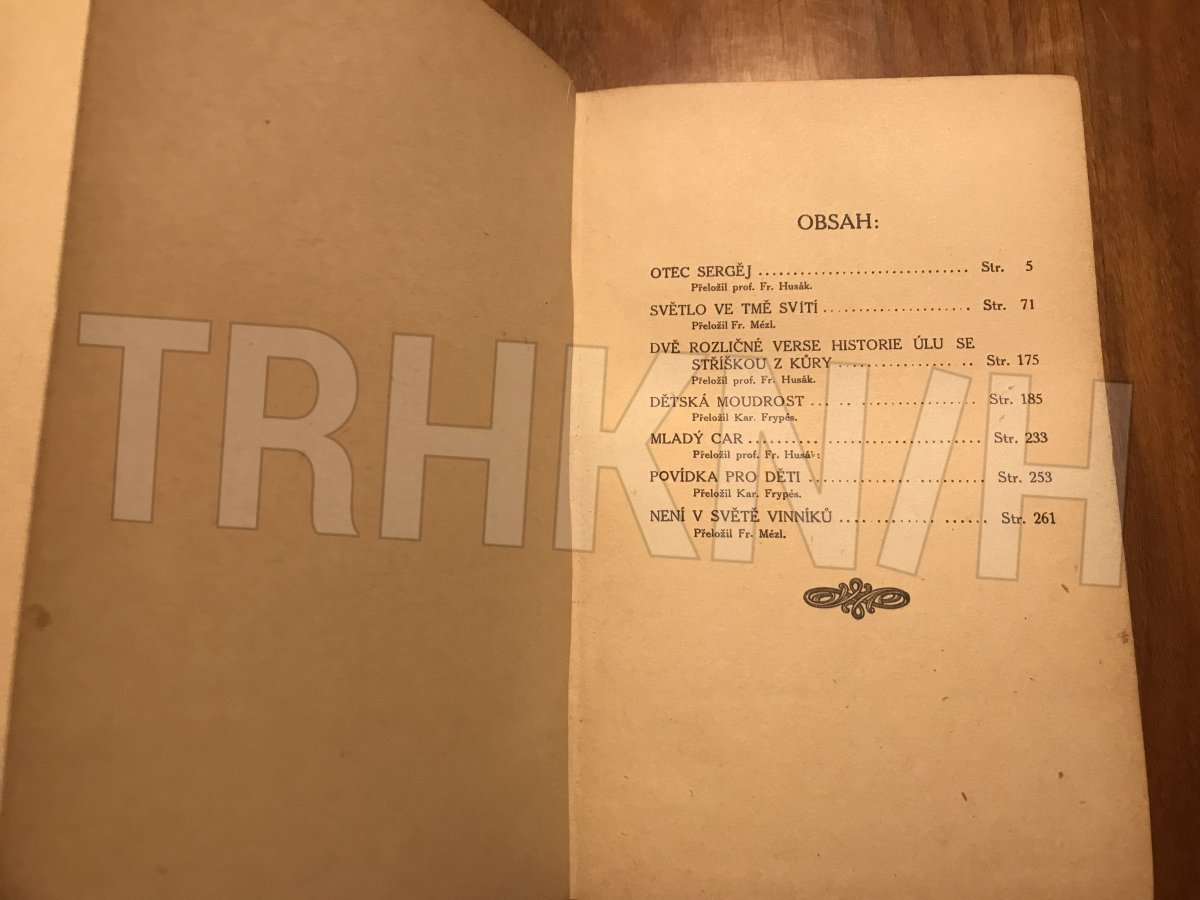 OBSAH:
OTEC SERGĚJ .............................. Str. 5
Přeložil prof. Fr. Husák.
SVĚTLO VE TMĚ SVÍTÍ ..................... Str. 71
Přeložil Fr. Mézl.
DVĚ ROZLIČNÉ VERSE HISTORIE ÚLU SE
STŘÍŠKOU Z KŮRY .................... Str. 175
Přeložil prof. Fr. Husák.
DĚTSKÁ MOUDROST ....................... Str. 185
Přeložil Kar. Frypés.
MLADÝ CAR .................................. Str. 233
Přeložil prof. Fr. Husák:
POVÍDKA PRO DĚTI ......................... Str. 253
Přeložil Kar. Frypés.
NENÍ V SVĚTĚ VINNÍKŮ .................... Str. 261
Přeložil Fr. Mézl.
TRHKNIH